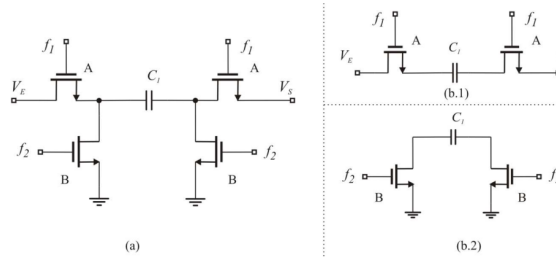 f1 f1
A C1 A
VE VS
f2 f2
B B
(a)
f1 f1
VE A C1 A
(b.1)
C1
f2 f
B B
(b.2)